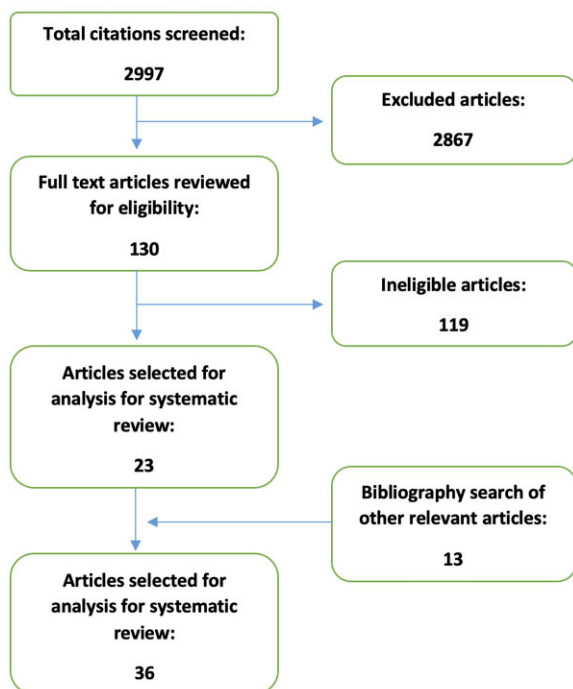 Total citations screened:
2997
Excluded articles:
2867
Full text articles reviewed
for eligibility:
130
Ineligible articles:
119
Articles selected for
analysis for systematic
review:
23
Bibliography search of
other relevant articles:
13
Articles selected for
analysis for systematic
review:
36